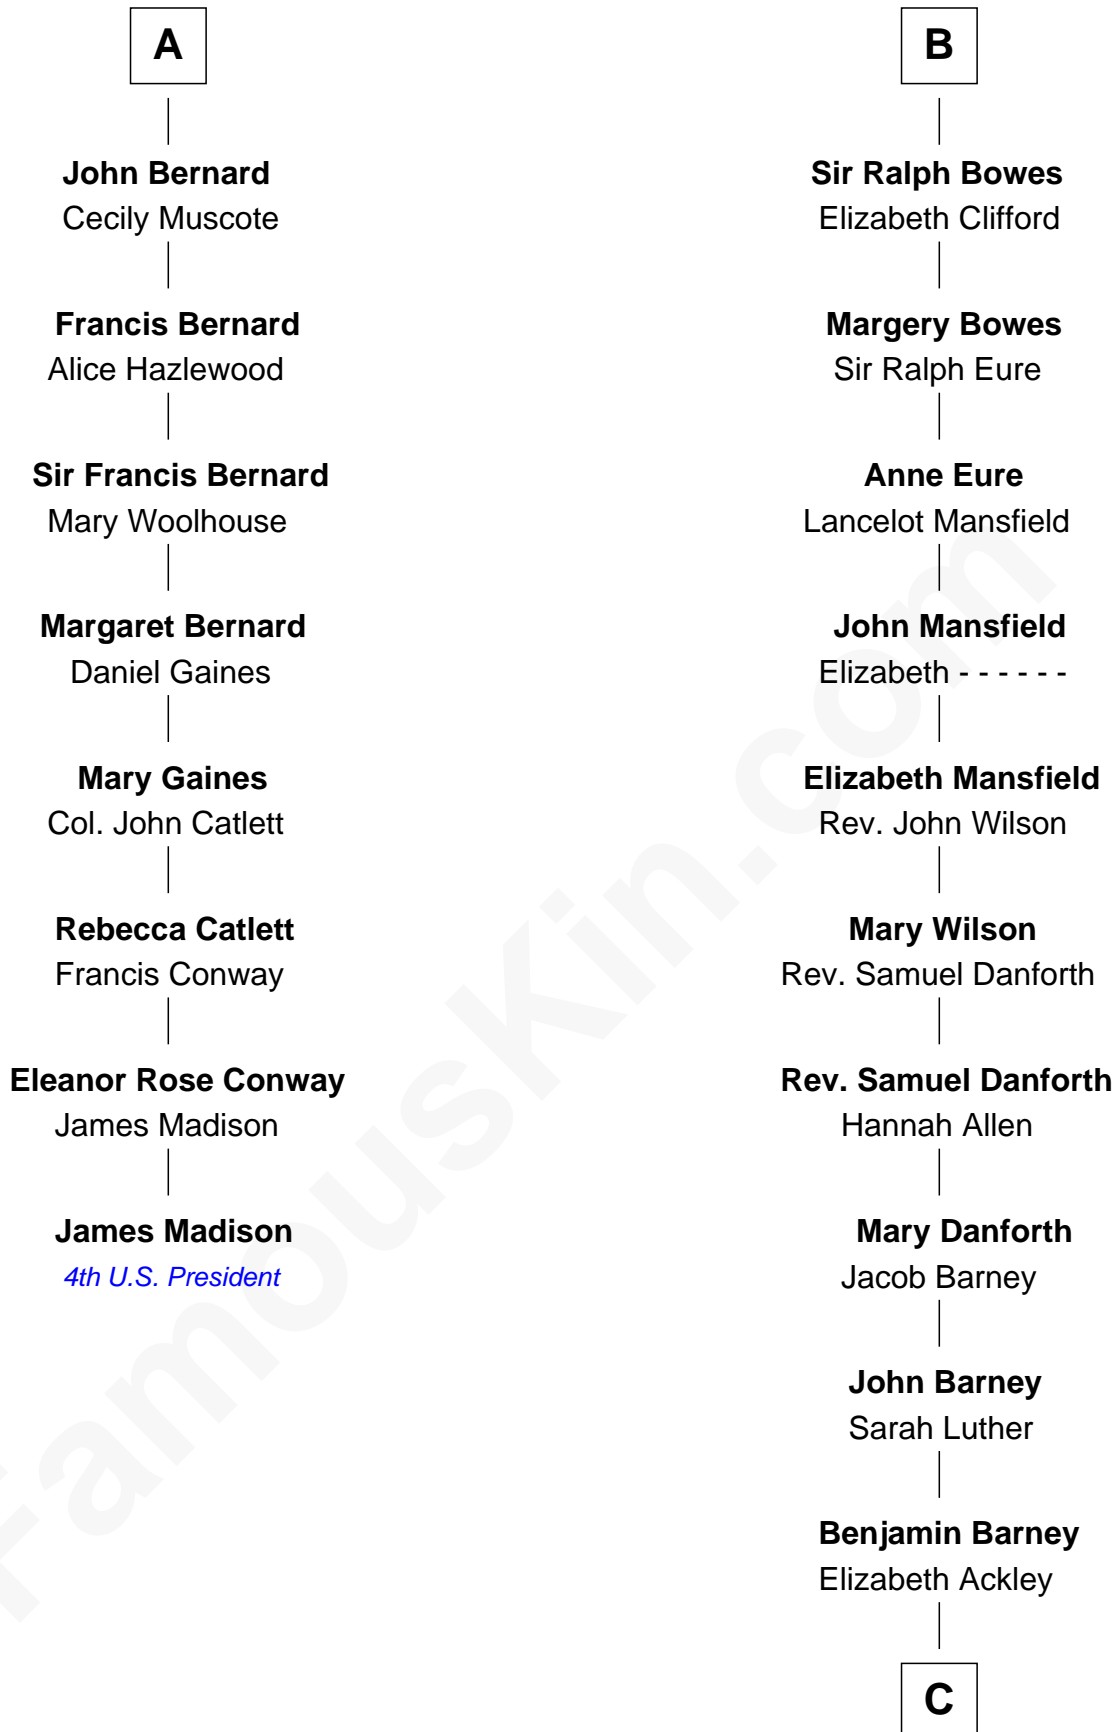 A
John Bernard
Cecily Muscote
Francis Bernard
Alice Hazlewood
Sir Francis Bernard
Mary Woolhouse
Margaret Bernard
Daniel Gaines
Mary Gaines
Col. John Catlett
Rebecca Catlett
Francis Conway
Eleanor Rose Conway
James Madison
James Madison
4th U.S. President
B
Sir Ralph Bowes
Elizabeth Clifford
Margery Bowes
Sir Ralph Eure
Anne Eure
Lancelot Mansfield
John Mansfield
Elizabeth - - - - - -
Elizabeth Mansfield
Rev. John Wilson
Mary Wilson
Rev. Samuel Danforth
Rev. Samuel Danforth
Hannah Allen
Mary Danforth
Jacob Barney
John Barney
Sarah Luther
Benjamin Barney
Elizabeth Ackley
C
FamousKin.com